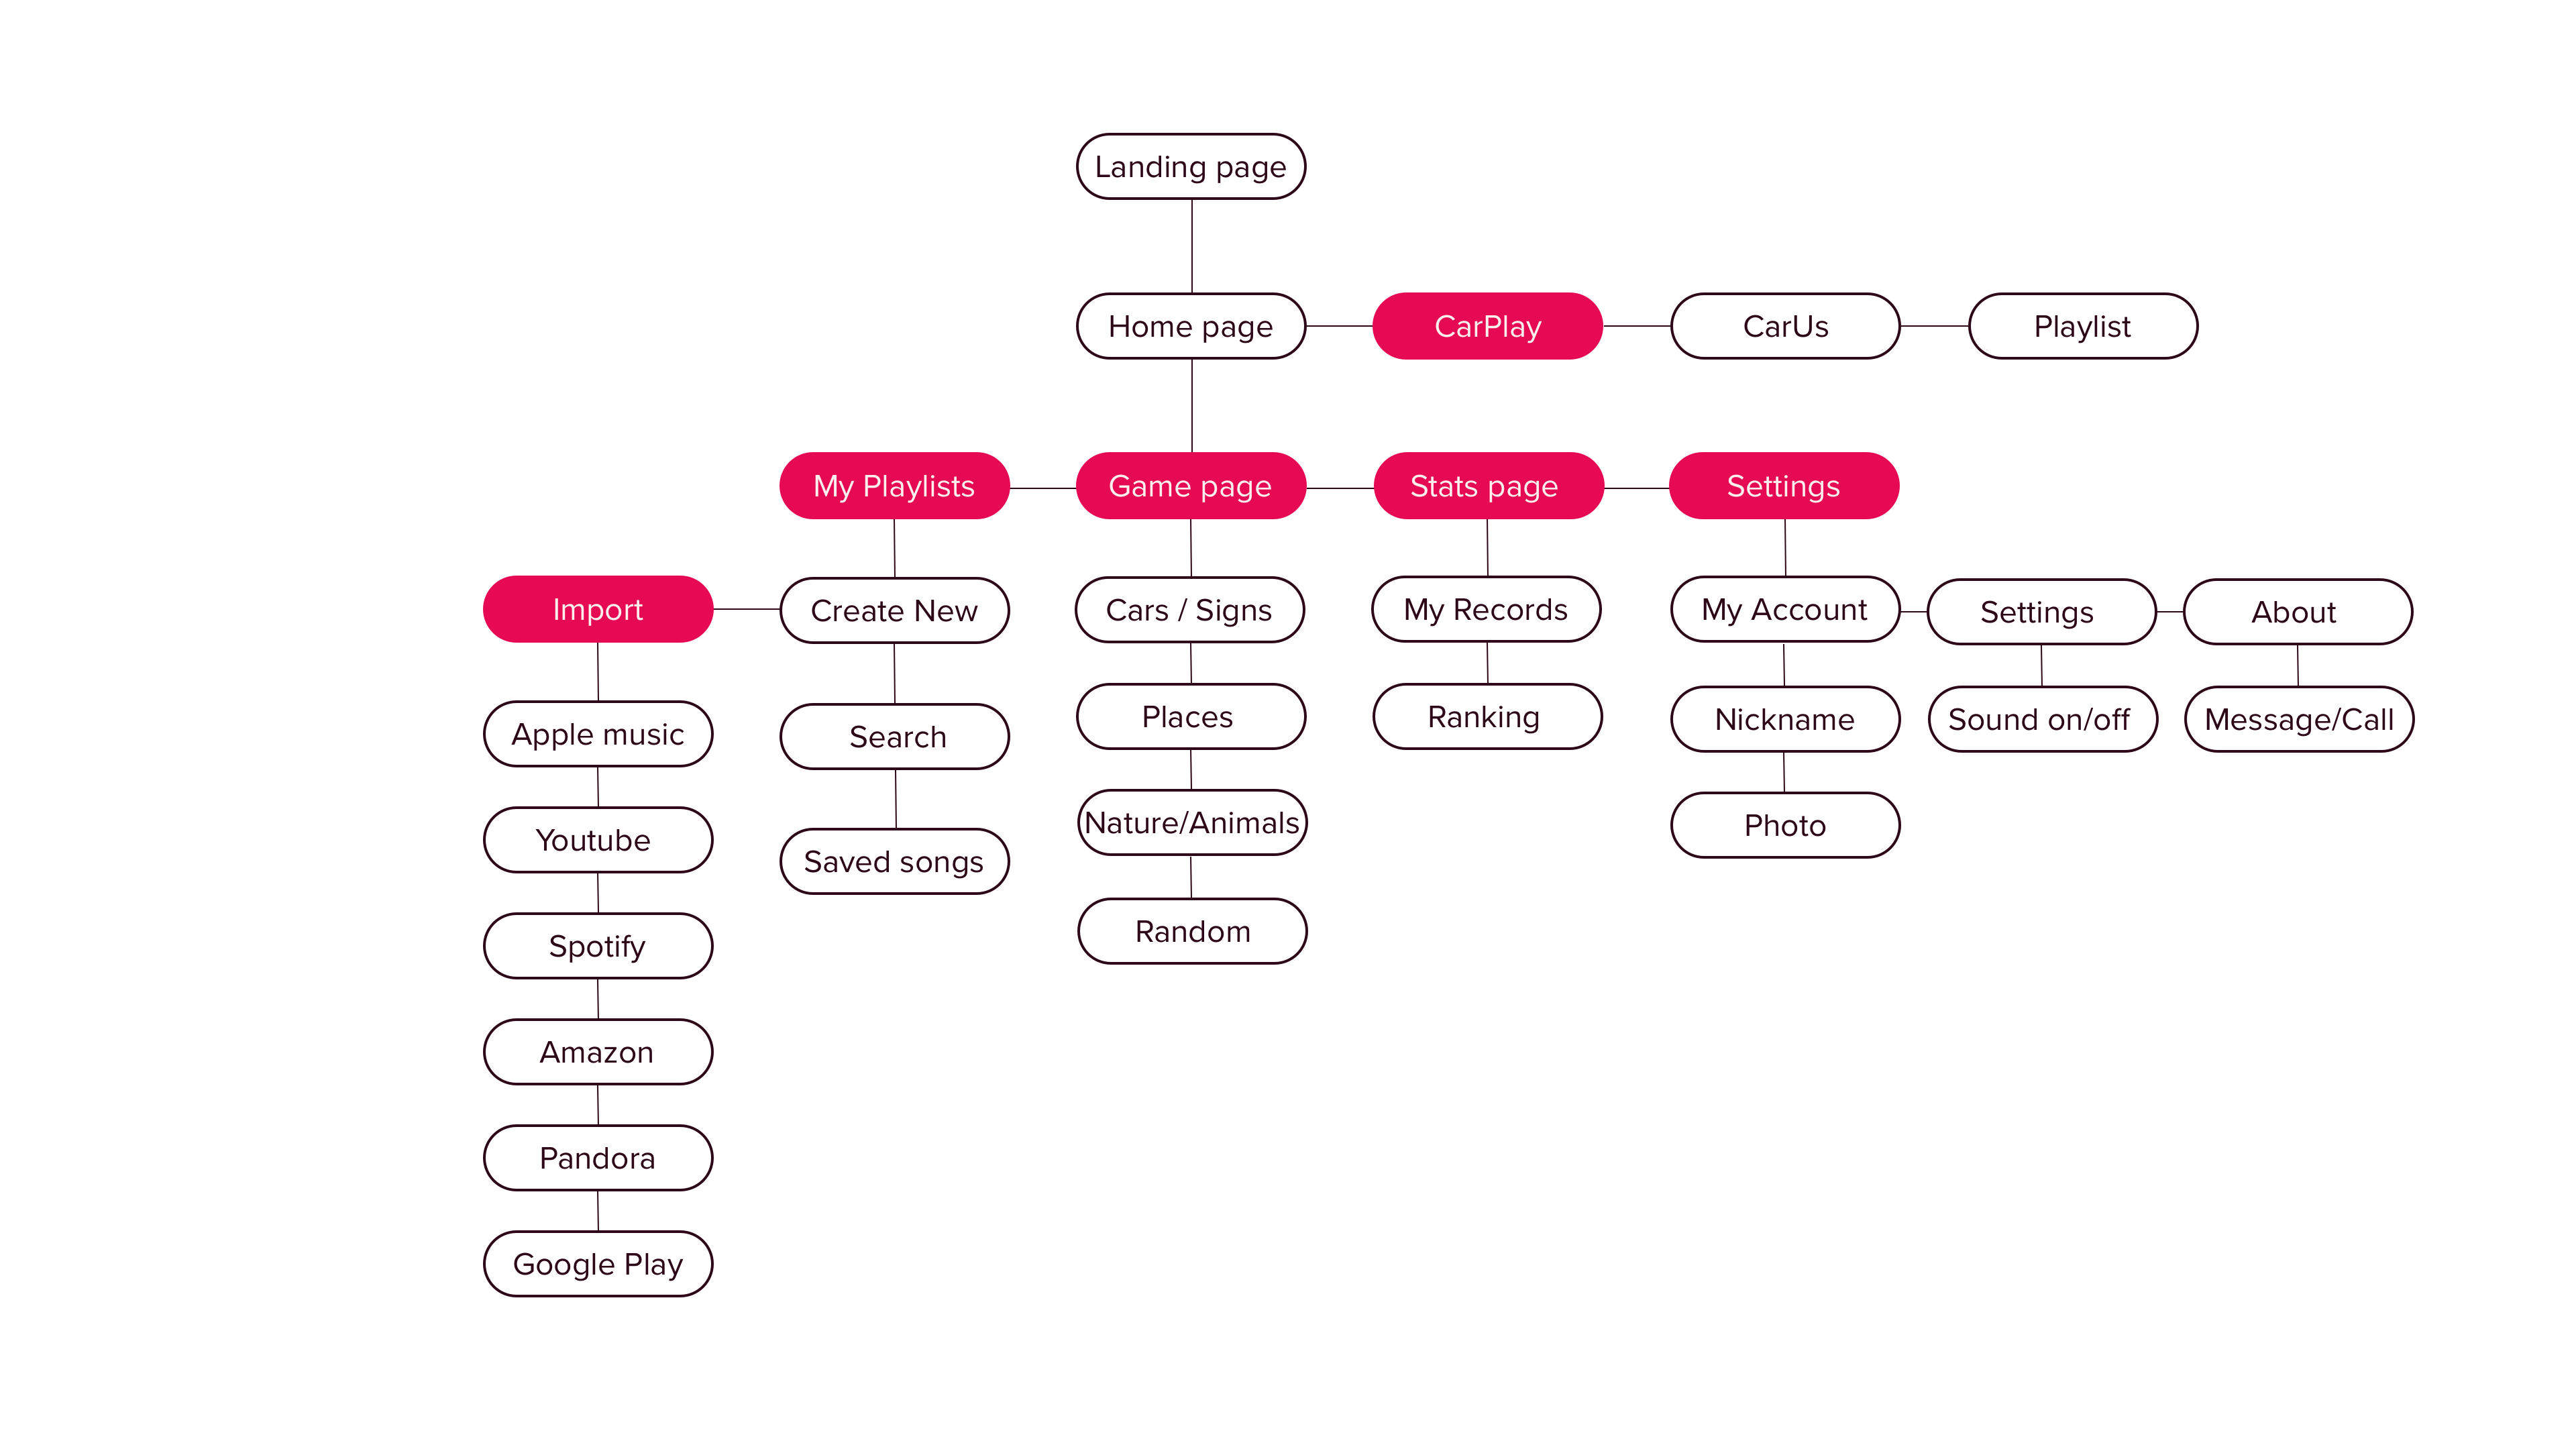 Landing page
Home page
CarPlay
CarUs
Playlist
My Playlists
Game page
Stats page
Settings
Import
Create New
Cars / Signs
My Records
My Account
Settings
About
Apple music
Search
Places
Ranking
Nickname
Sound on/off
Message/Call
Youtube
Saved songs
Nature/Animals
Photo
Spotify
Random
Amazon
Pandora
Google Play